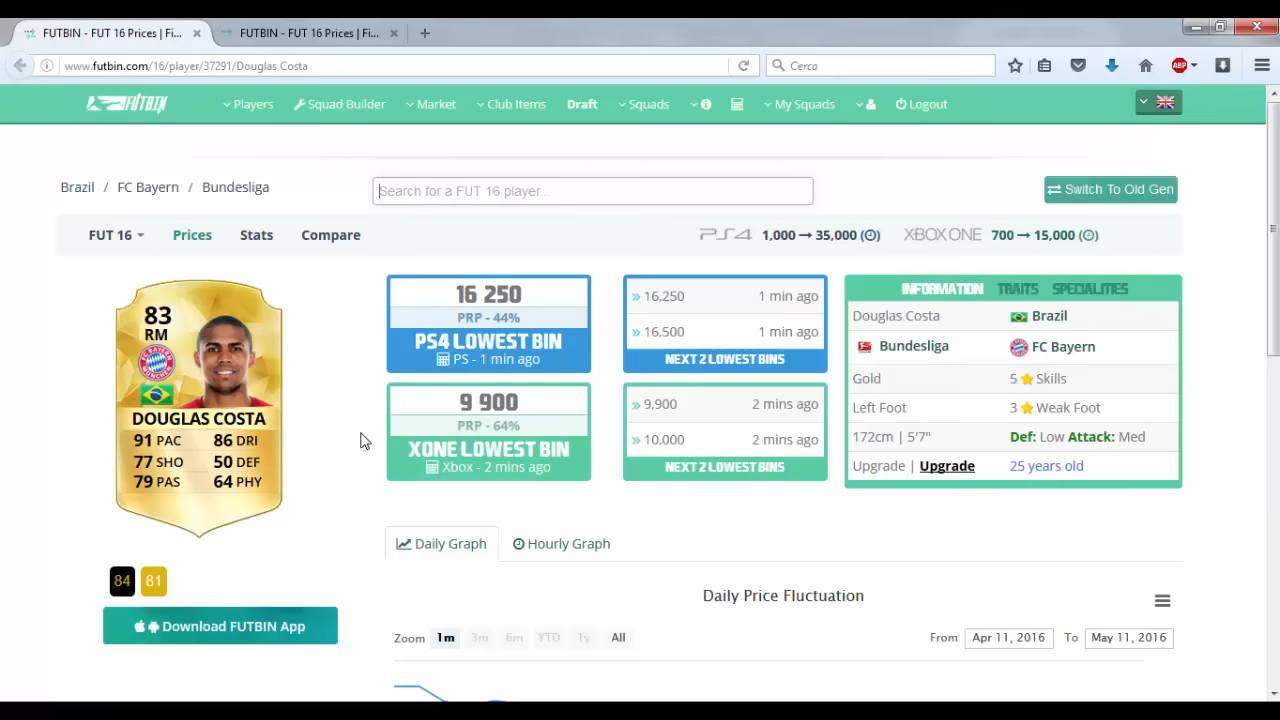 FUTBIN - FUT 16 Prices | Fi... ×
FUTBIN - FUT 16 Prices | Fi... ×
www.futbin.com/16/player/37291/Douglas Costa
Cerca
ABP
FUTBIN
Players
Squad Builder
Market
Club Items
Draft
Squads
My Squads
Logout
Brazil / FC Bayern / Bundesliga
Search for a FUT 16 player...
Switch To Old Gen
FUT 16
Prices
Stats
Compare
PS4 1,000 → 35,000
XBOX ONE 700 → 15,000
83
RM
DOUGLAS COSTA
91 PAC 86 DRI
77 SHO 50 DEF
79 PAS 64 PHY
84 81
Download FUTBIN App
16 250
PRP - 44%
PS4 LOWEST BIN
PS - 1 min ago
» 16,250 1 min ago
» 16,500 1 min ago
NEXT 2 LOWEST BINS
9 900
PRP - 64%
XONE LOWEST BIN
Xbox - 2 mins ago
» 9,900 2 mins ago
» 10,000 2 mins ago
NEXT 2 LOWEST BINS
INFORMATION TRAITS SPECIALITIES
Douglas Costa Brazil
Bundesliga FC Bayern
Gold 5 ★ Skills
Left Foot 3 ★ Weak Foot
172cm | 5'7" Def: Low Attack: Med
Upgrade | Upgrade 25 years old
Daily Graph
Hourly Graph
Daily Price Fluctuation
Zoom 1m 3m 6m YTD 1y All
From Apr 11, 2016 To May 11, 2016